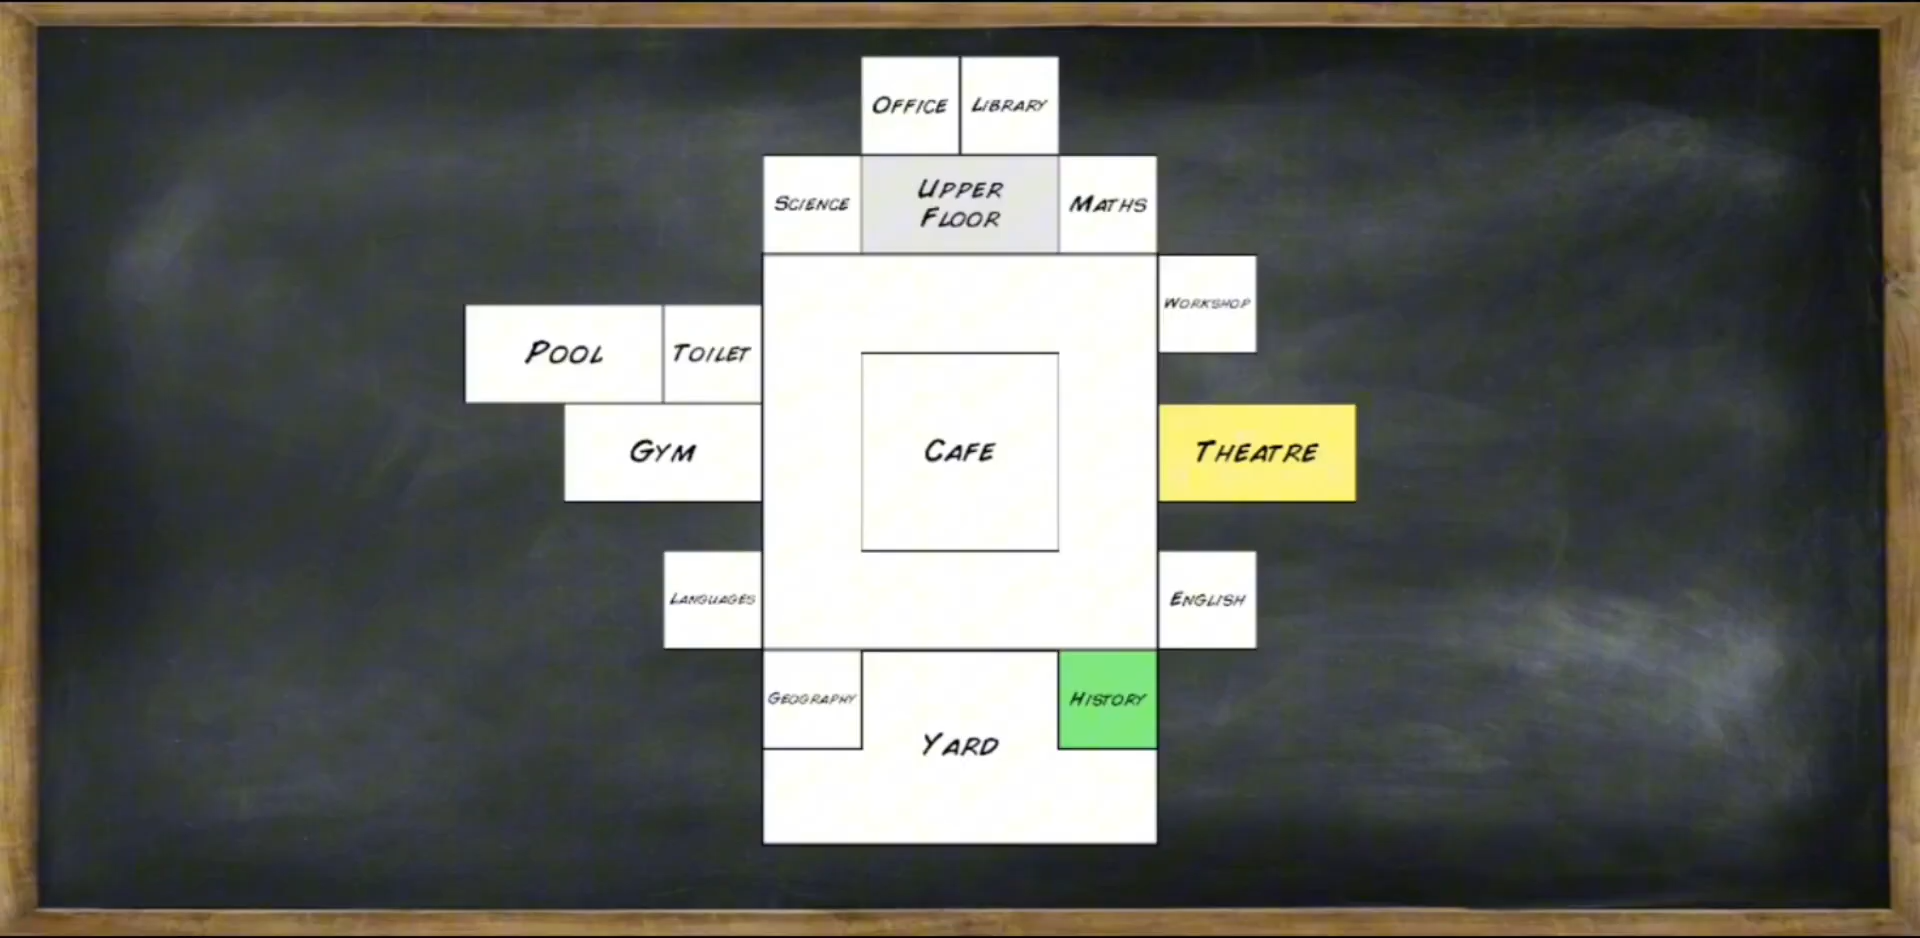 OFFICE
LIBRARY
SCIENCE
UPPER
FLOOR
MATHS
WORKSHOP
POOL
TOILET
GYM
CAFE
THEATRE
LANGUAGES
ENGLISH
GEOGRAPHY
YARD
HISTORY